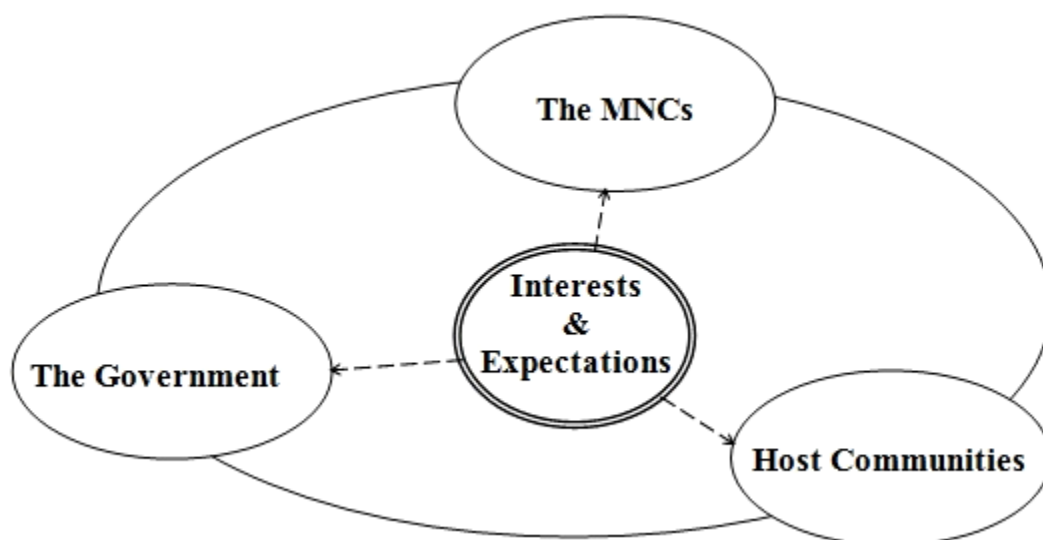 The MNCs
Interests
&
Expectations
The Government
Host Communities